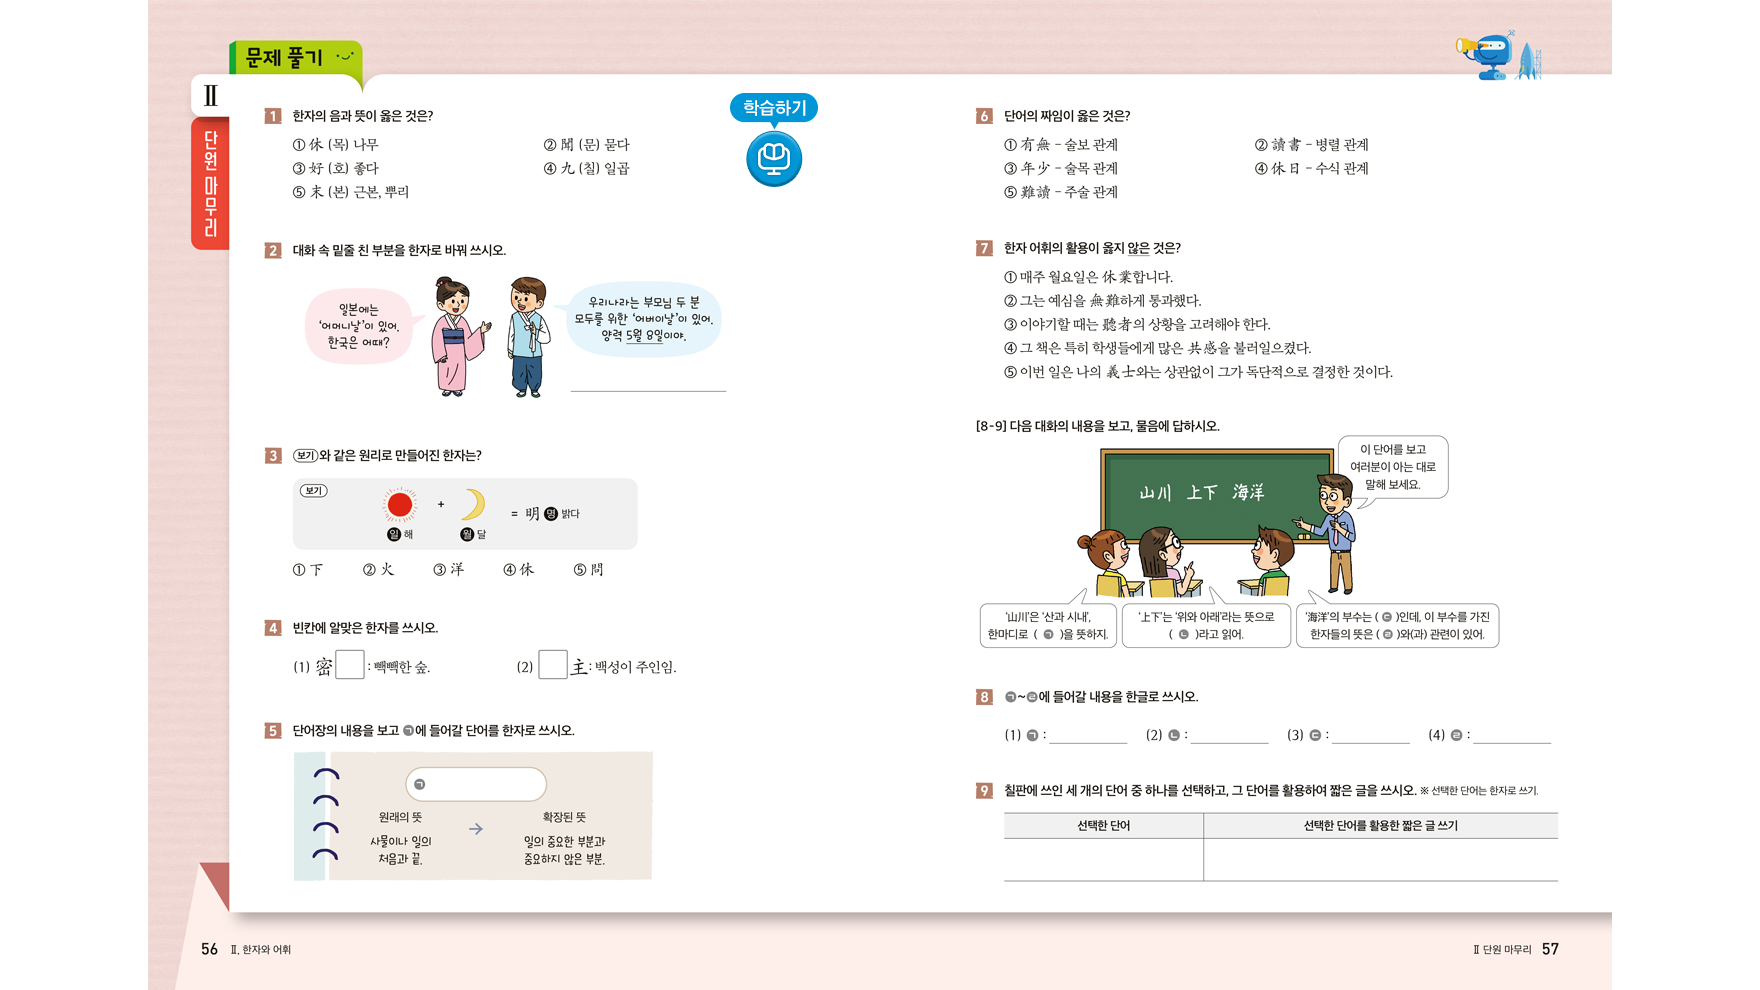 문제 풀기
Ⅱ
단원 마무리
학습하기
1 한자의 음과 뜻이 옳은 것은?
① 休 (목) 나무 ② 聞 (문) 묻다
③ 好 (호) 좋다 ④ 九 (칠) 일곱
⑤ 末 (본) 근본, 뿌리
2 대화 속 밑줄 친 부분을 한자로 바꿔 쓰시오.
일본에는
‘어머니날’이 있어.
한국은 어때?
우리나라는 부모님 두 분
모두를 위한 ‘어버이날’이 있어.
양력 5월 8일이야.
3 보기와 같은 원리로 만들어진 한자는?
보기
+ = 明 명 밝다
일 해 월 달
① 下 ② 火 ③ 洋 ④ 休 ⑤ 問
4 빈칸에 알맞은 한자를 쓰시오.
(1) 密 : 빽빽한 숲. (2) 主 : 백성이 주인임.
5 단어장의 내용을 보고 ㉠에 들어갈 단어를 한자로 쓰시오.
㉠
원래의 뜻 → 확장된 뜻
사물이나 일의 일의 중요한 부분과
처음과 끝. 중요하지 않은 부분.
56 Ⅱ. 한자와 어휘
6 단어의 짜임이 옳은 것은?
① 有無 – 술보 관계 ② 讀書 – 병렬 관계
③ 年少 – 술목 관계 ④ 休日 – 수식 관계
⑤ 難讀 – 주술 관계
7 한자 어휘의 활용이 옳지 않은 것은?
① 매주 월요일은 休業합니다.
② 그는 예심을 無難하게 통과했다.
③ 이야기할 때는 聽者의 상황을 고려해야 한다.
④ 그 책은 특히 학생들에게 많은 共感을 불러일으켰다.
⑤ 이번 일은 나의 義士와는 상관없이 그가 독단적으로 결정한 것이다.
[8-9] 다음 대화의 내용을 보고, 물음에 답하시오.
이 단어를 보고
여러분이 아는 대로
말해 보세요.
山川 上下 海洋
‘山川’은 ‘산과 시내’,
한마디로 ( ㉠ )을 뜻하지.
‘上下’는 ‘위와 아래’라는 뜻으로
( ㉡ )라고 읽어.
‘海洋’의 부수는 ( ㉢ )인데, 이 부수를 가진
한자들의 뜻은 ( ㉣ )와(과) 관련이 있어.
8 ㉠~㉣에 들어갈 내용을 한글로 쓰시오.
(1) ㉠ : (2) ㉡ : (3) ㉢ : (4) ㉣ :
9 칠판에 쓰인 세 개의 단어 중 하나를 선택하고, 그 단어를 활용하여 짧은 글을 쓰시오. ※ 선택한 단어는 한자로 쓰기.
선택한 단어 선택한 단어를 활용한 짧은 글 쓰기
Ⅱ 단원 마무리 57